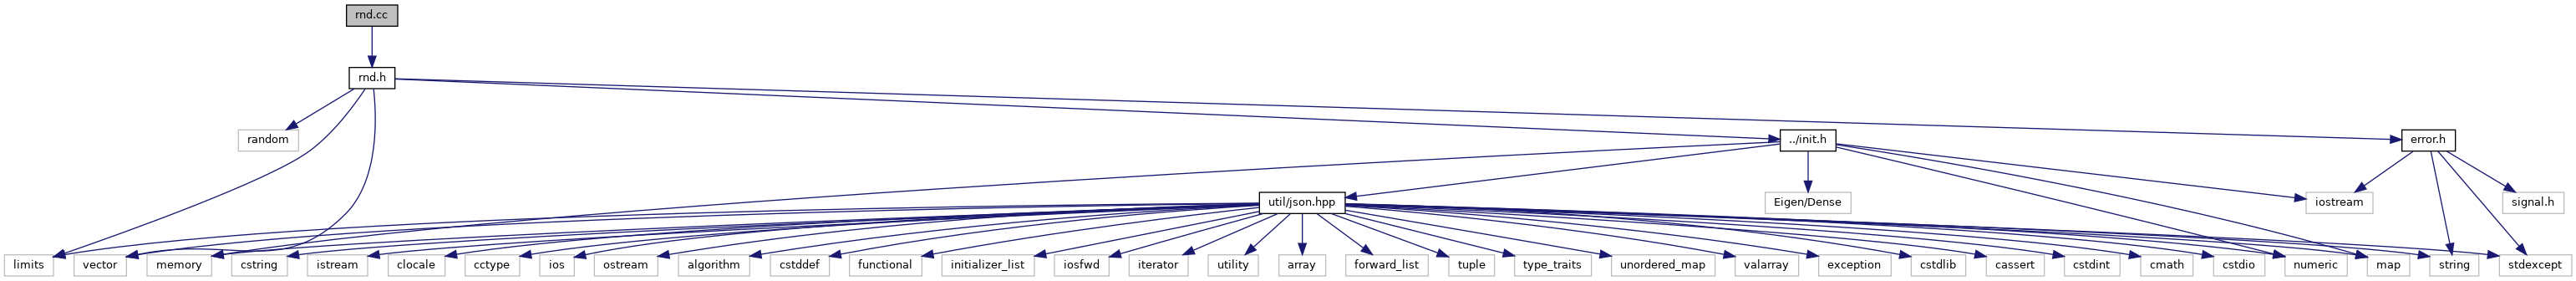 rnd.cc
rnd.h
random
../init.h
error.h
util/json.hpp
Eigen/Dense
iostream
signal.h
limits
vector
memory
cstring
istream
clocale
cctype
ios
ostream
algorithm
cstddef
functional
initializer_list
iosfwd
iterator
utility
array
forward_list
tuple
type_traits
unordered_map
valarray
exception
cstdlib
cassert
cstdint
cmath
cstdio
numeric
map
string
stdexcept